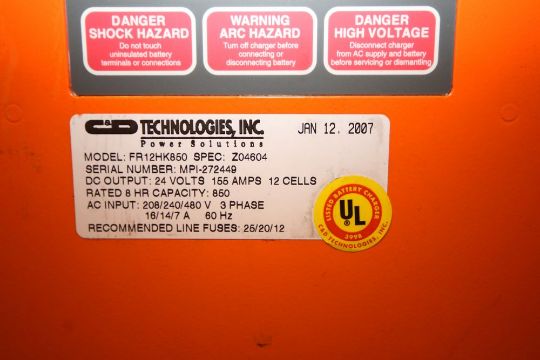 DANGER
SHOCK HAZARD
Do not touch
uninsulated battery
terminals or connections
WARNING
ARC HAZARD
Turn off charger before
connecting or
disconnecting battery
DANGER
HIGH VOLTAGE
Disconnect charger
from AC supply and battery
before servicing or dismantling
C&D TECHNOLOGIES, INC.
Power Solutions
JAN 12, 2007
MODEL: FR12HK850 SPEC: Z04604
SERIAL NUMBER: MPI-272449
DC OUTPUT: 24 VOLTS 155 AMPS 12 CELLS
RATED 8 HR CAPACITY: 850
AC INPUT: 208/240/480 V 3 PHASE
16/14/7 A 60 Hz
RECOMMENDED LINE FUSES: 25/20/12
LISTED BATTERY CHARGER
UL
399B
C&D TECHNOLOGIES, INC.